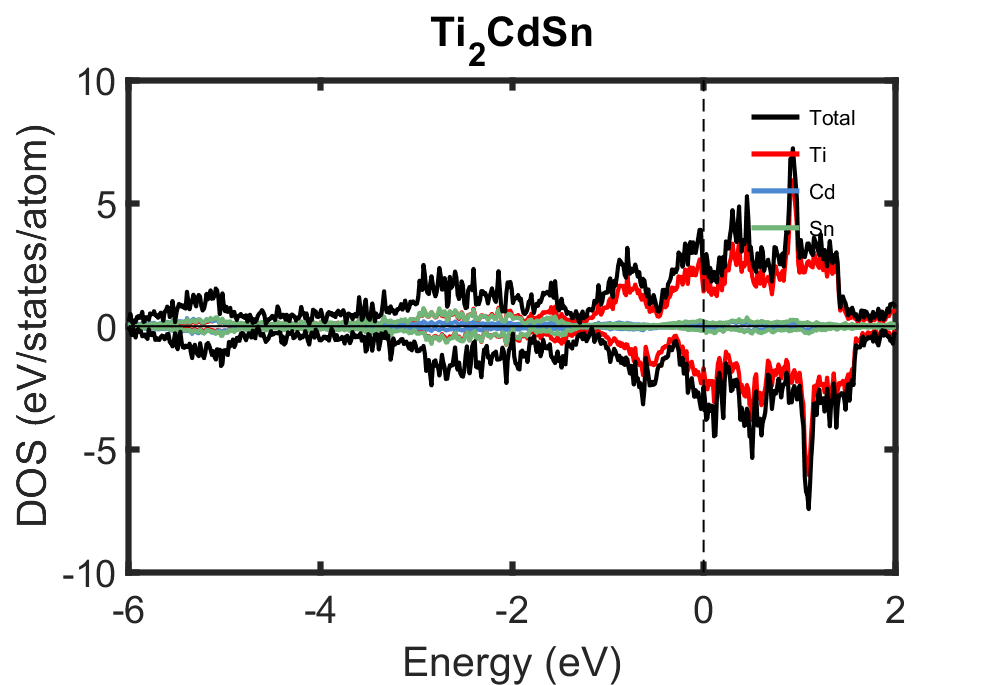 Ti2CdSn
10
5
0
-5
-10
DOS (eV/states/atom)
Total
Ti
Cd
Sn
-6
-4
-2
0
2
Energy (eV)